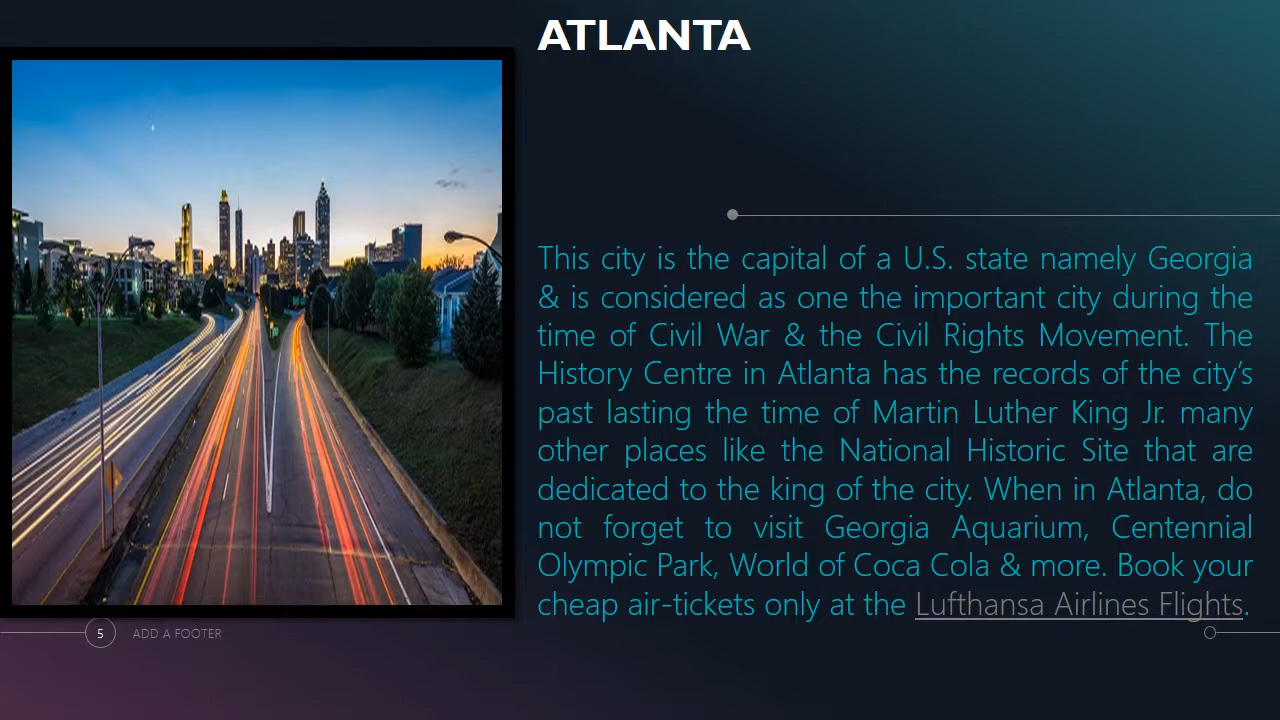 ATLANTA
This city is the capital of a U.S. state namely Georgia
& is considered as one the important city during the
time of Civil War & the Civil Rights Movement. The
History Centre in Atlanta has the records of the city’s
past lasting the time of Martin Luther King Jr. many
other places like the National Historic Site that are
dedicated to the king of the city. When in Atlanta, do
not forget to visit Georgia Aquarium, Centennial
Olympic Park, World of Coca Cola & more. Book your
cheap air-tickets only at the Lufthansa Airlines Flights.
5 ADD A FOOTER